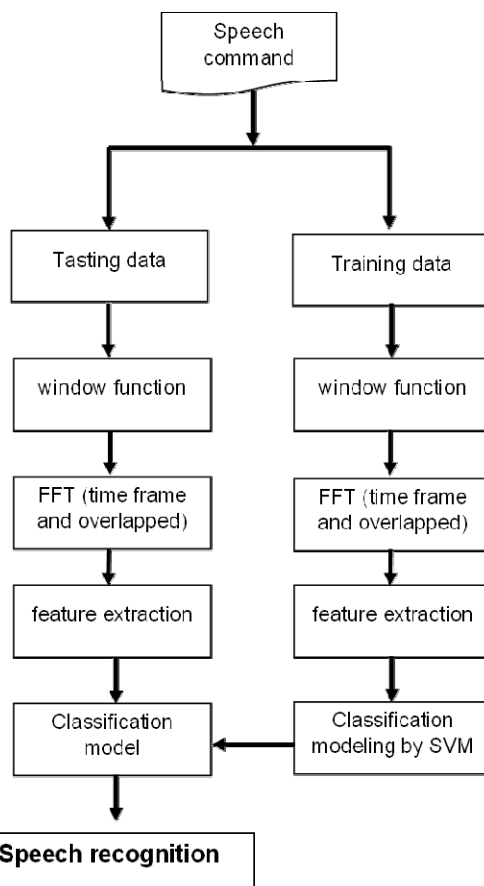 Speech
command
Tasting data
Training data
window function
window function
FFT (time frame
and overlapped)
FFT (time frame
and overlapped)
feature extraction
feature extraction
Classification
model
Classification
modeling by SVM
Speech recognition